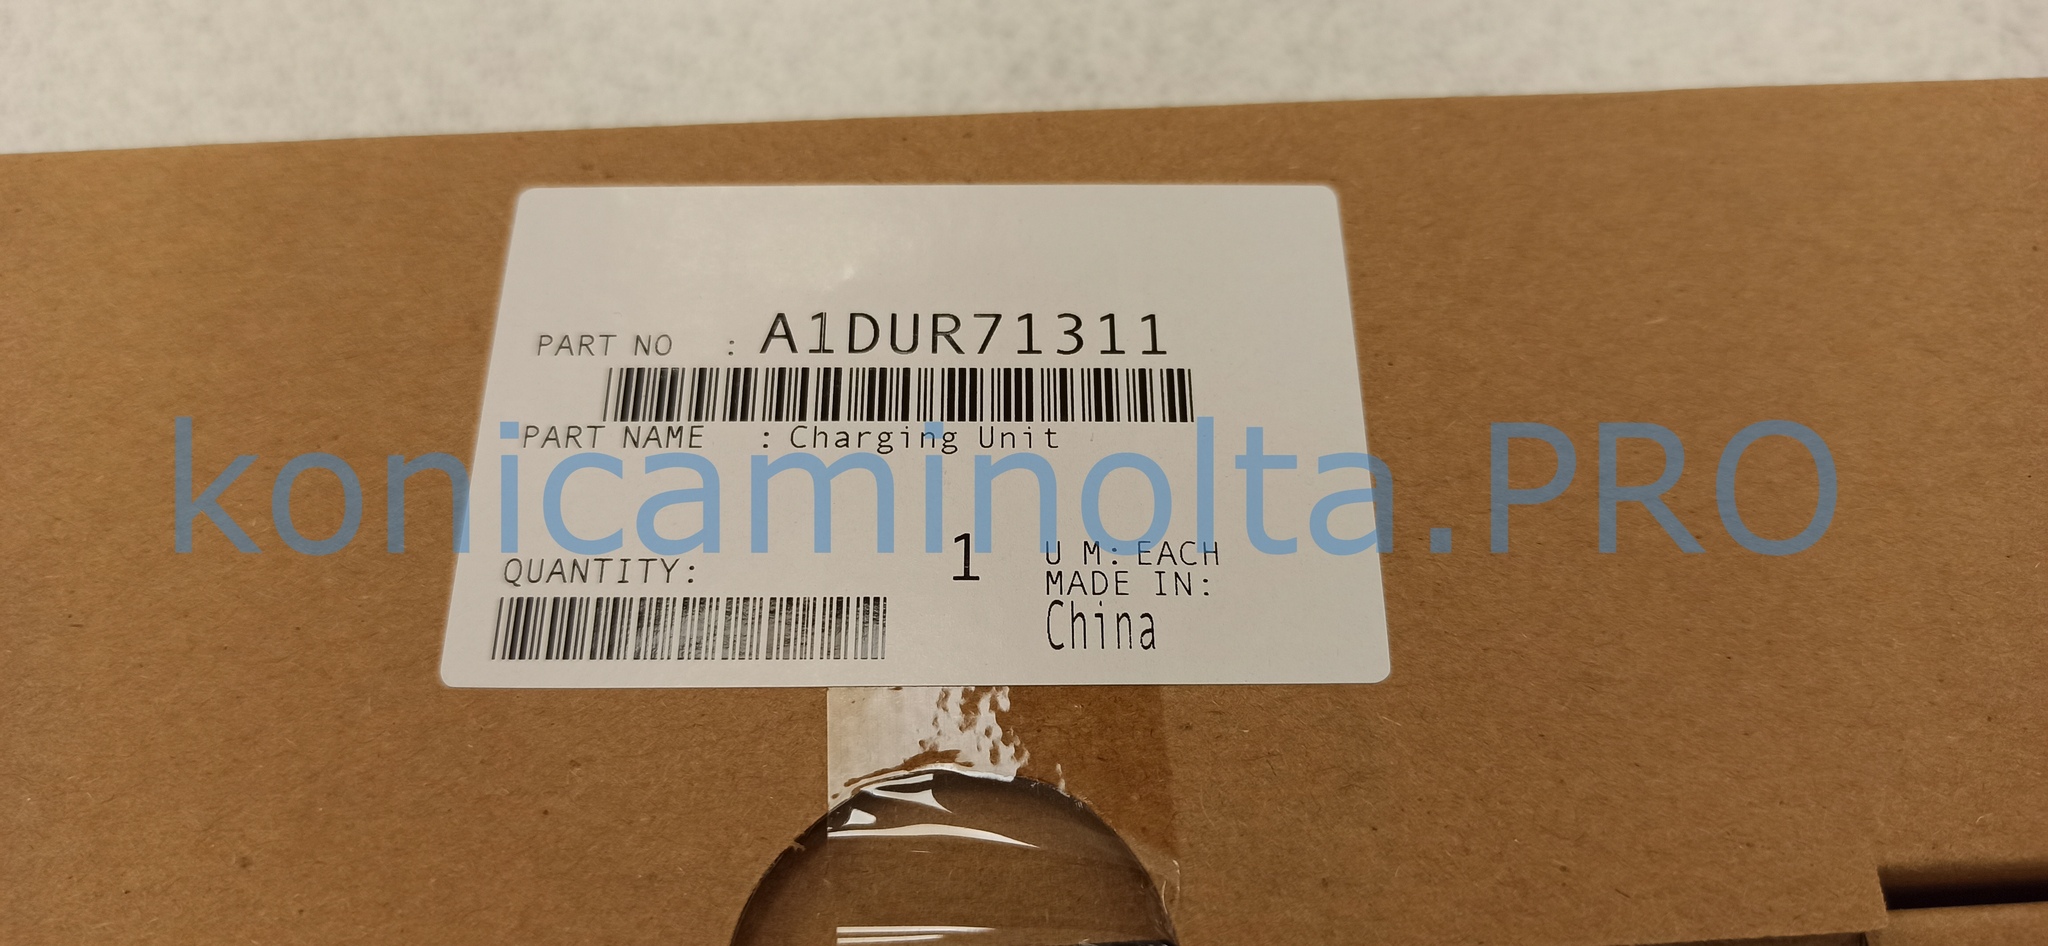 PART NO : A1DUR71311
PART NAME : Charging Unit
konicaminolta.PRO
QUANTITY: 1
U M: EACH
MADE IN:
China